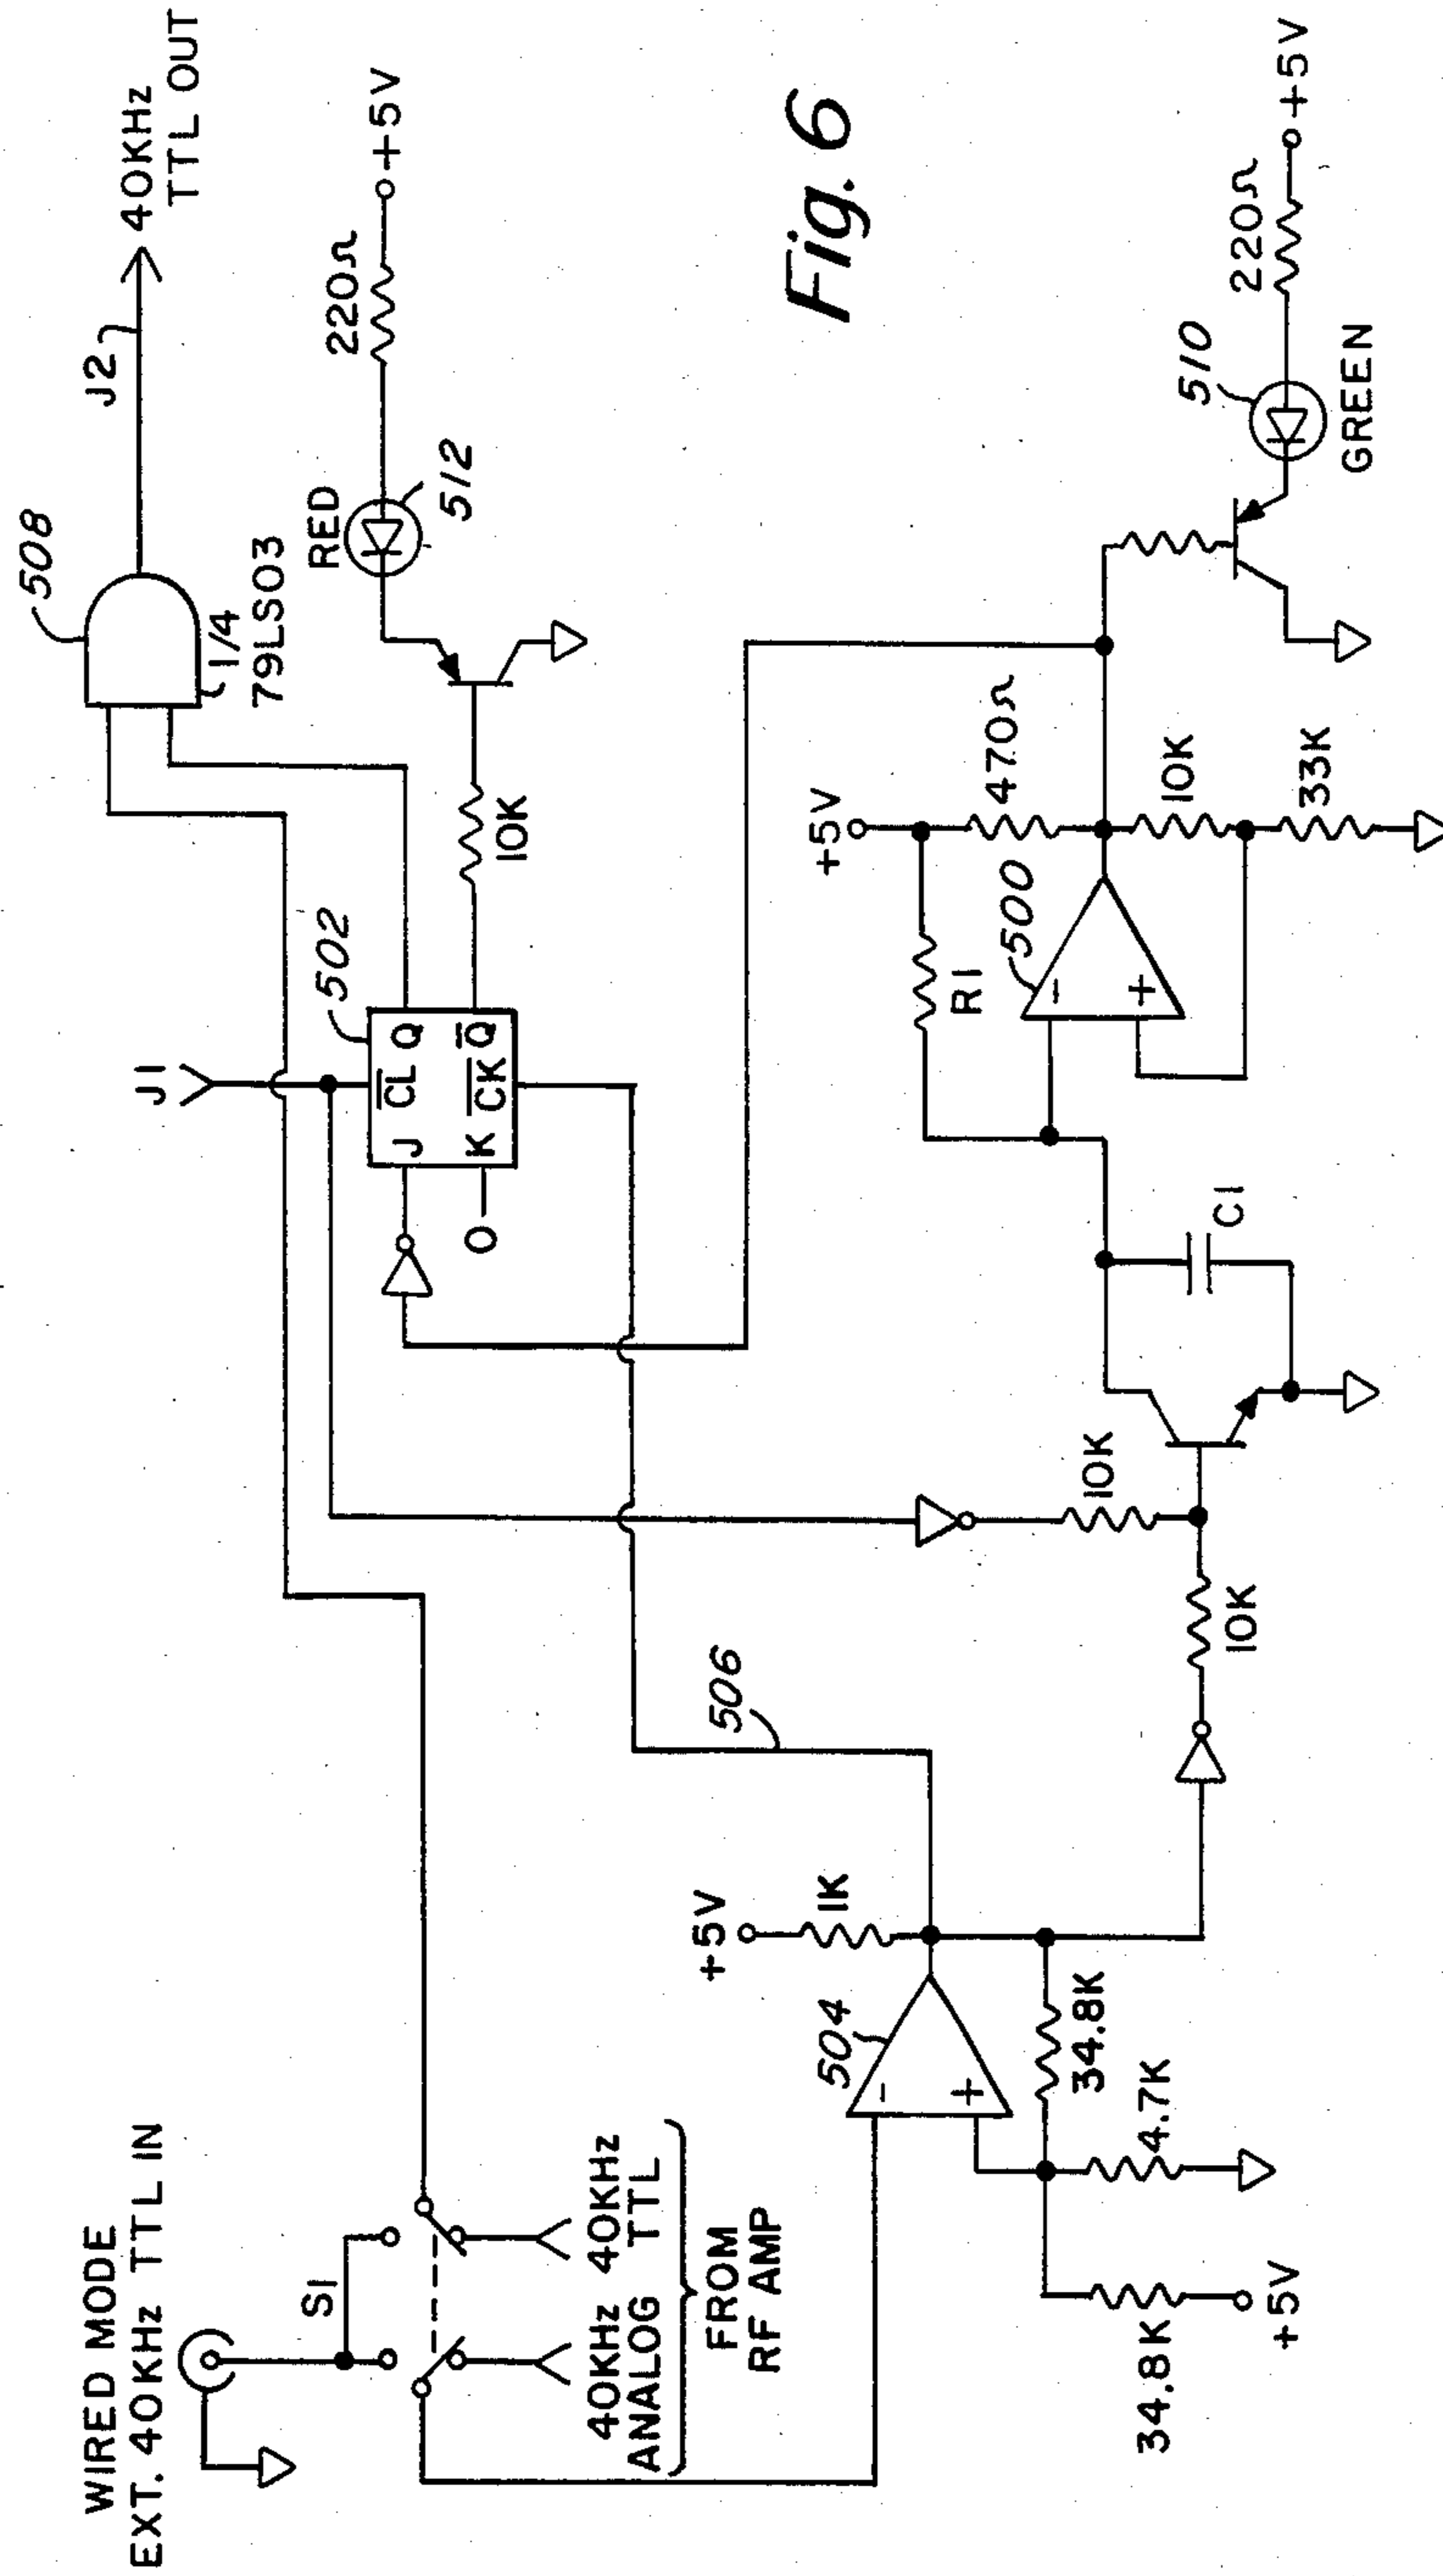 WIRED MODE
EXT. 40KHz TTL IN
S1
40KHz
ANALOG
40KHz
TTL
FROM
RF AMP
34.8K
+5V
4.7K
34.8K
504
-
+
+5V
1K
506
10K
10K
C1
J1
502
J
CL
Q
K
CK
Q
O
10K
R1
500
-
+
+5V
470Ω
10K
33K
508
1/4
79LS03
J2
40KHz
TTL OUT
RED
512
220Ω
+5V
Fig. 6
510
GREEN
220Ω
+5V